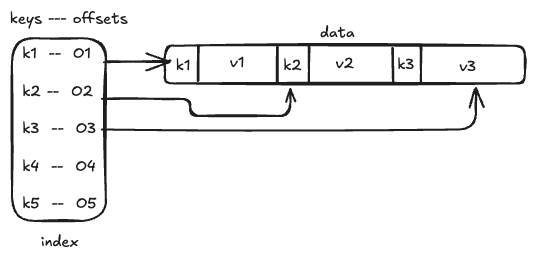 keys --- offsets
k1 -- O1
k2 -- O2
k3 -- O3
k4 -- O4
k5 -- O5
index
data
k1 v1 k2 v2 k3 v3